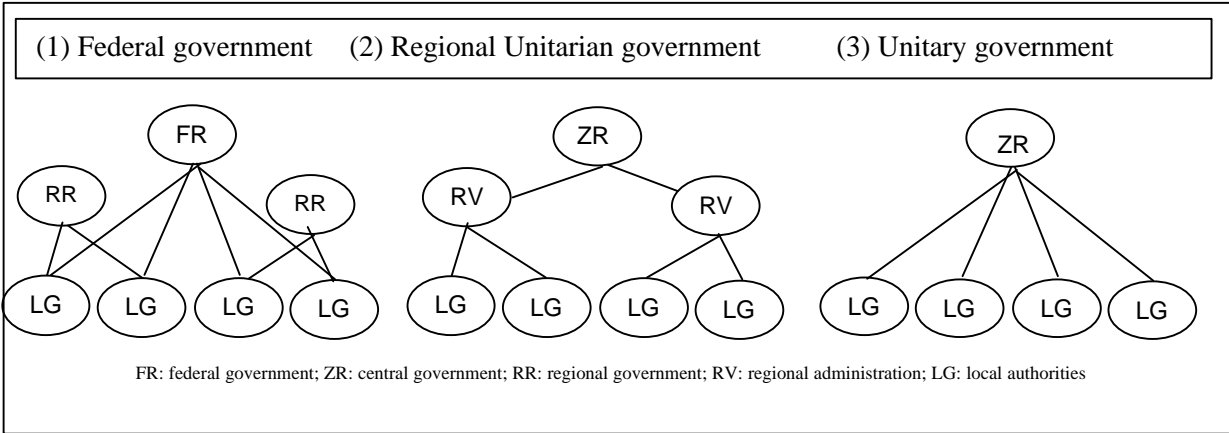 (1) Federal government (2) Regional Unitarian government (3) Unitary government
FR ZR ZR
RR RR RV RV
LG LG LG LG LG LG LG LG LG LG LG LG
FR: federal government; ZR: central government; RR: regional government; RV: regional administration; LG: local authorities